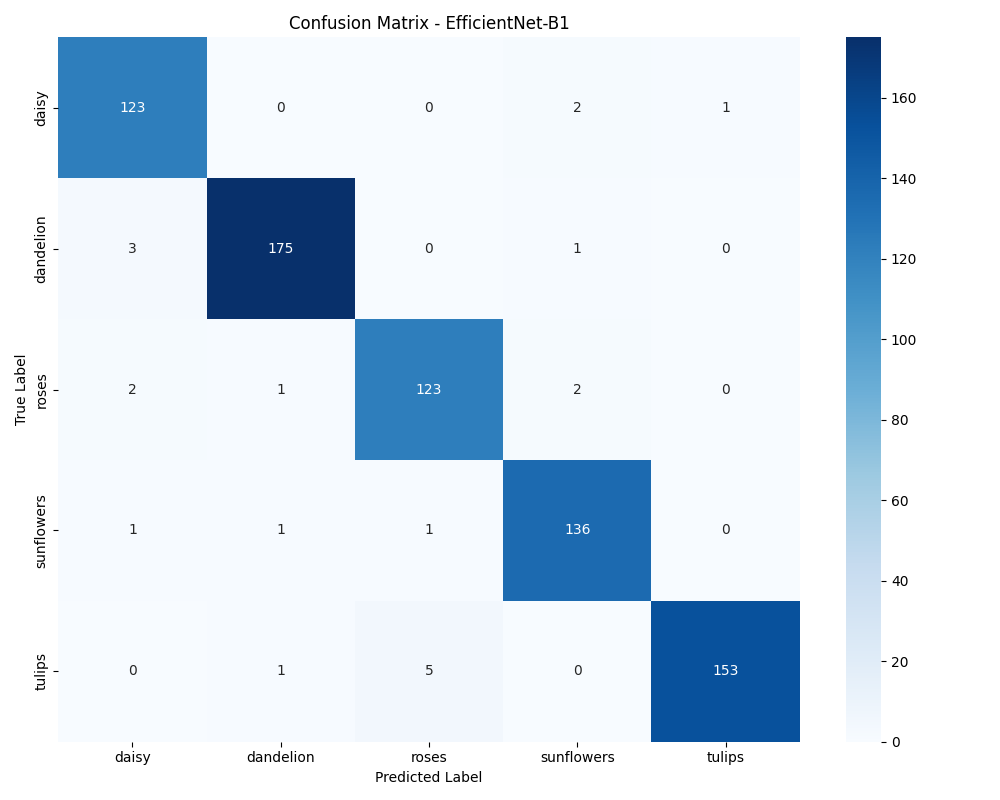 Confusion Matrix - EfficientNet-B1
True Label
daisy 123 0 0 2 1
dandelion 3 175 0 1 0
roses 2 1 123 2 0
sunflowers 1 1 1 136 0
tulips 0 1 5 0 153
daisy dandelion roses sunflowers tulips
Predicted Label
160
140
120
100
80
60
40
20
0